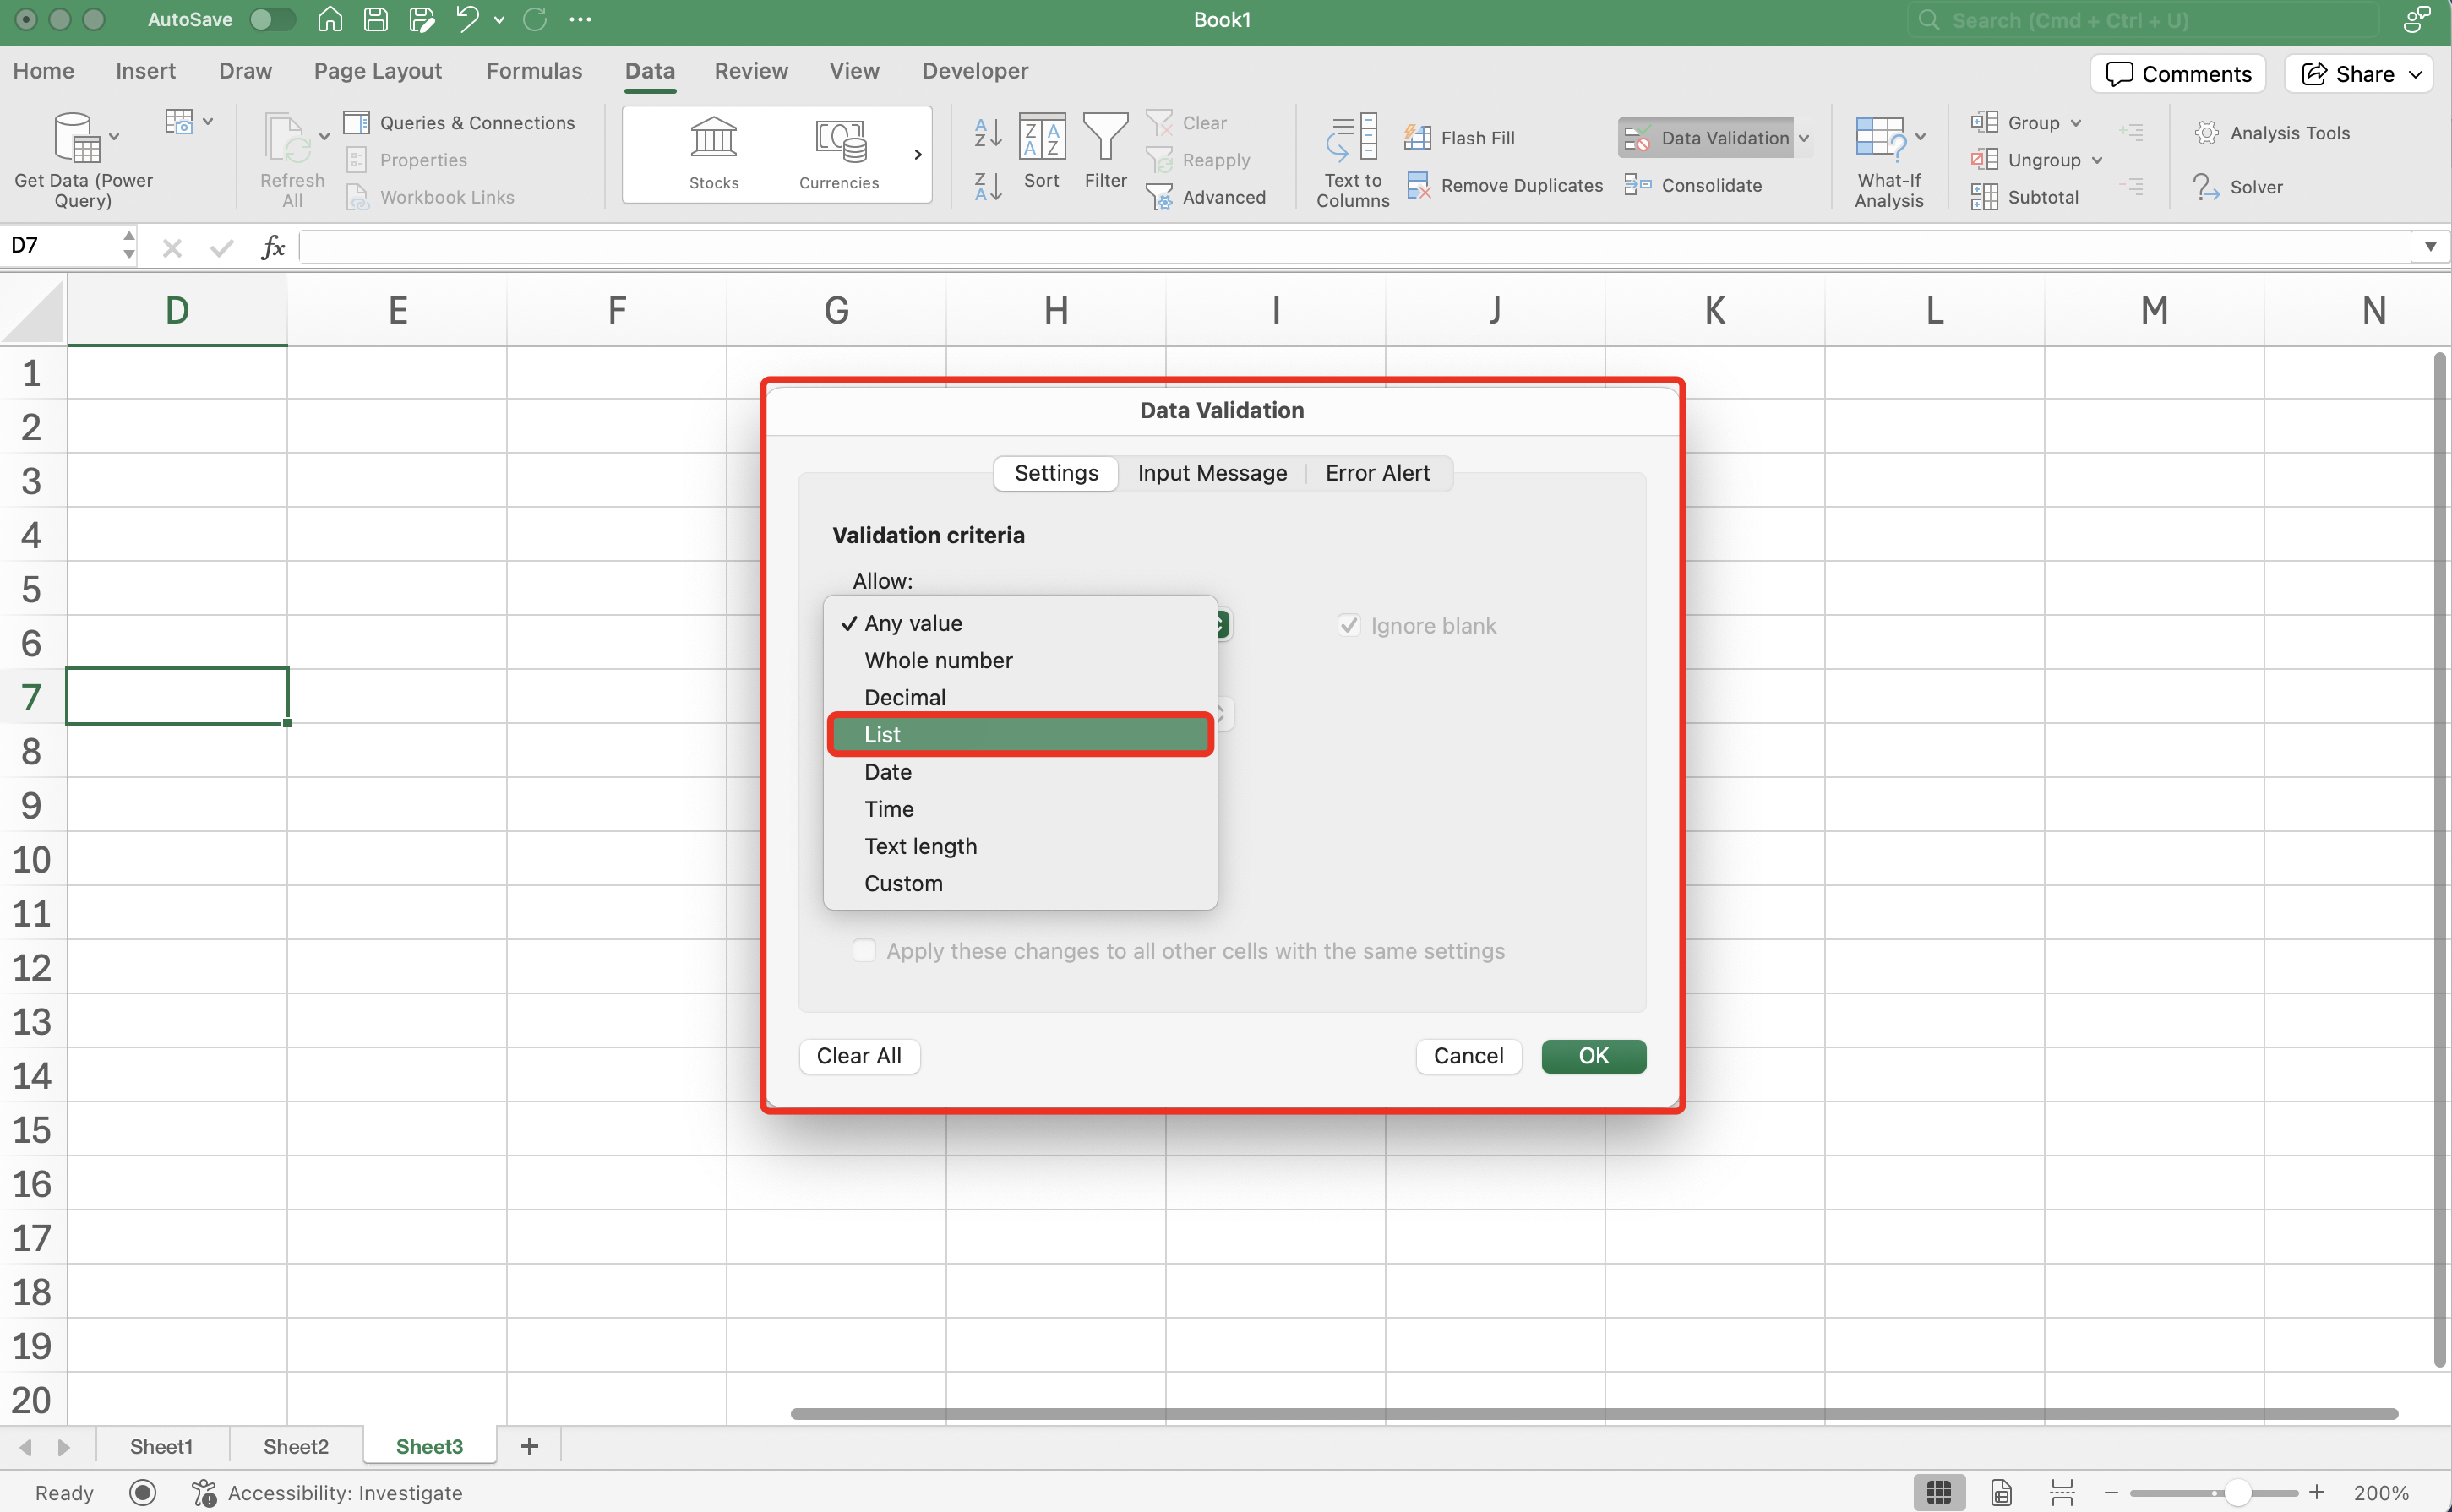 AutoSave
Book1
Search (Cmd + Ctrl + U)
Home Insert Draw Page Layout Formulas Data Review View Developer
Comments Share
Get Data (Power
Query)
Refresh
All
Queries & Connections
Properties
Workbook Links
Stocks
Currencies
Sort
Filter
Clear
Reapply
Advanced
Text to
Columns
Flash Fill
Remove Duplicates
Data Validation
Consolidate
What-If
Analysis
Group
Ungroup
Subtotal
Analysis Tools
Solver
D7
fx
D E F G H I J K L M N
1
2
3
4
5
6
7
8
9
10
11
12
13
14
15
16
17
18
19
20
Data Validation
Settings Input Message Error Alert
Validation criteria
Allow:
Any value
Whole number
Decimal
List
Date
Time
Text length
Custom
Ignore blank
Apply these changes to all other cells with the same settings
Clear All
Cancel
OK
Sheet1 Sheet2 Sheet3
Ready
Accessibility: Investigate
200%